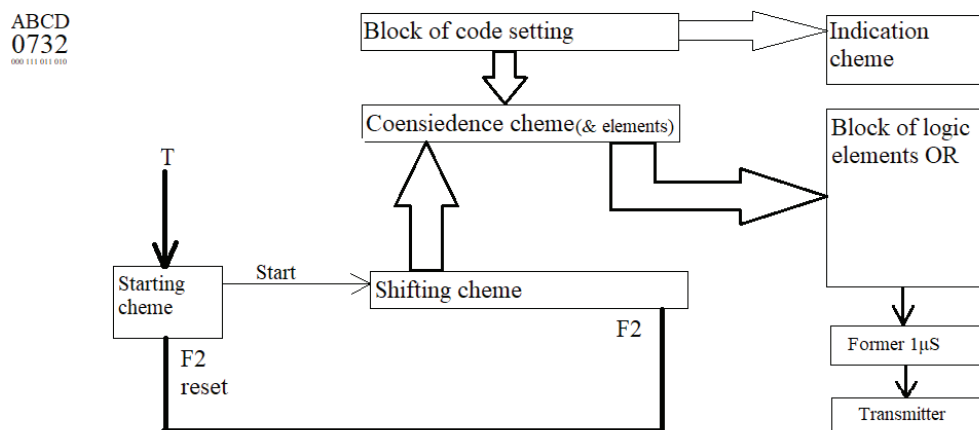 ABCD
0732
000 111 011 010
Block of code setting
Indication
cheme
Coensiedence cheme(& elements)
Block of logic
elements OR
T
Starting
cheme
Start
Shifting cheme
F2
reset
F2
Former 1μS
Transmitter